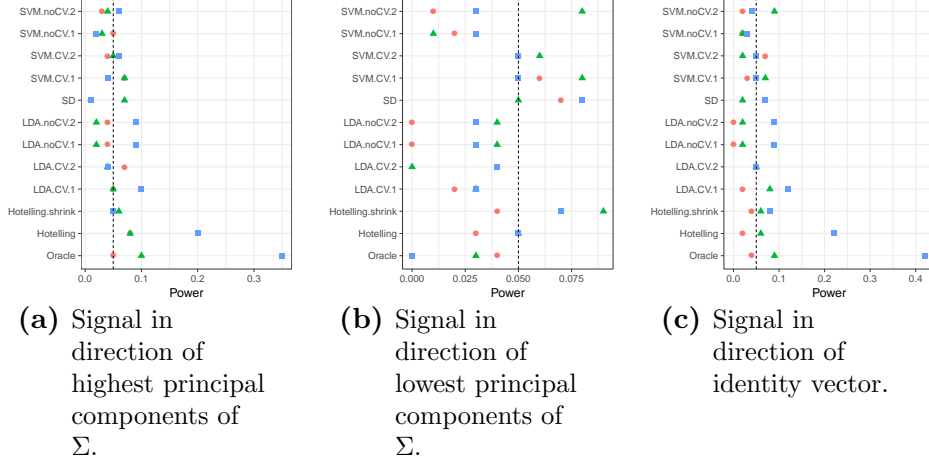 SVM.noCV.2
SVM.noCV.1
SVM.CV.2
SVM.CV.1
SD
LDA.noCV.2
LDA.noCV.1
LDA.CV.2
LDA.CV.1
Hotelling.shrink
Hotelling
Oracle
0.0 0.1 0.2 0.3
Power
(a) Signal in
direction of
highest principal
components of
Σ.
SVM.noCV.2
SVM.noCV.1
SVM.CV.2
SVM.CV.1
SD
LDA.noCV.2
LDA.noCV.1
LDA.CV.2
LDA.CV.1
Hotelling.shrink
Hotelling
Oracle
0.000 0.025 0.050 0.075
Power
(b) Signal in
direction of
lowest principal
components of
Σ.
SVM.noCV.2
SVM.noCV.1
SVM.CV.2
SVM.CV.1
SD
LDA.noCV.2
LDA.noCV.1
LDA.CV.2
LDA.CV.1
Hotelling.shrink
Hotelling
Oracle
0.0 0.1 0.2 0.3 0.4
Power
(c) Signal in
direction of
identity vector.